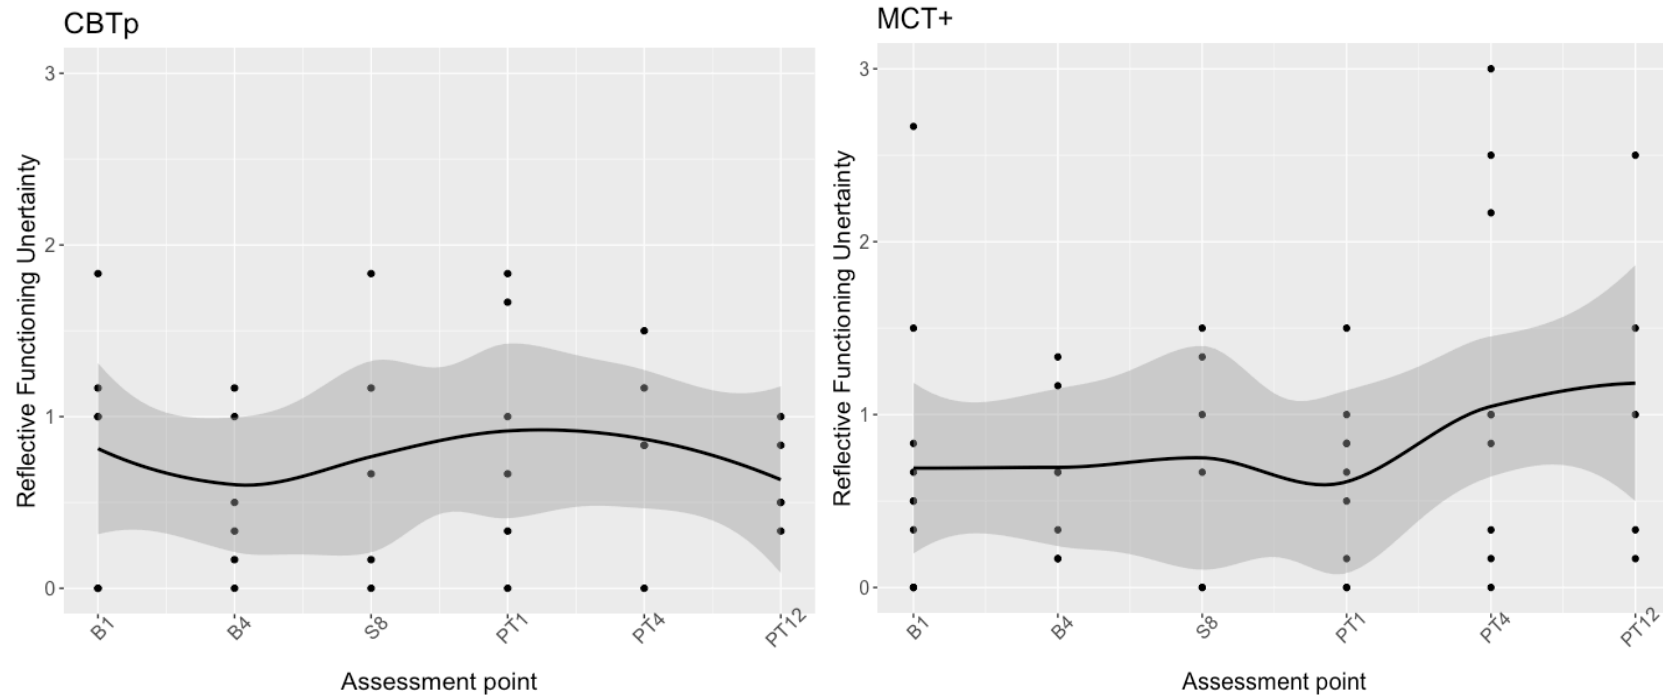 CBTp
Reflective Functioning Unertainty
3
2
1
0
B1
B4
S8
PT1
PT4
PT12
Assessment point
MCT+
Reflective Functioning Unertainty
3
2
1
0
B1
B4
S8
PT1
PT4
PT12
Assessment point